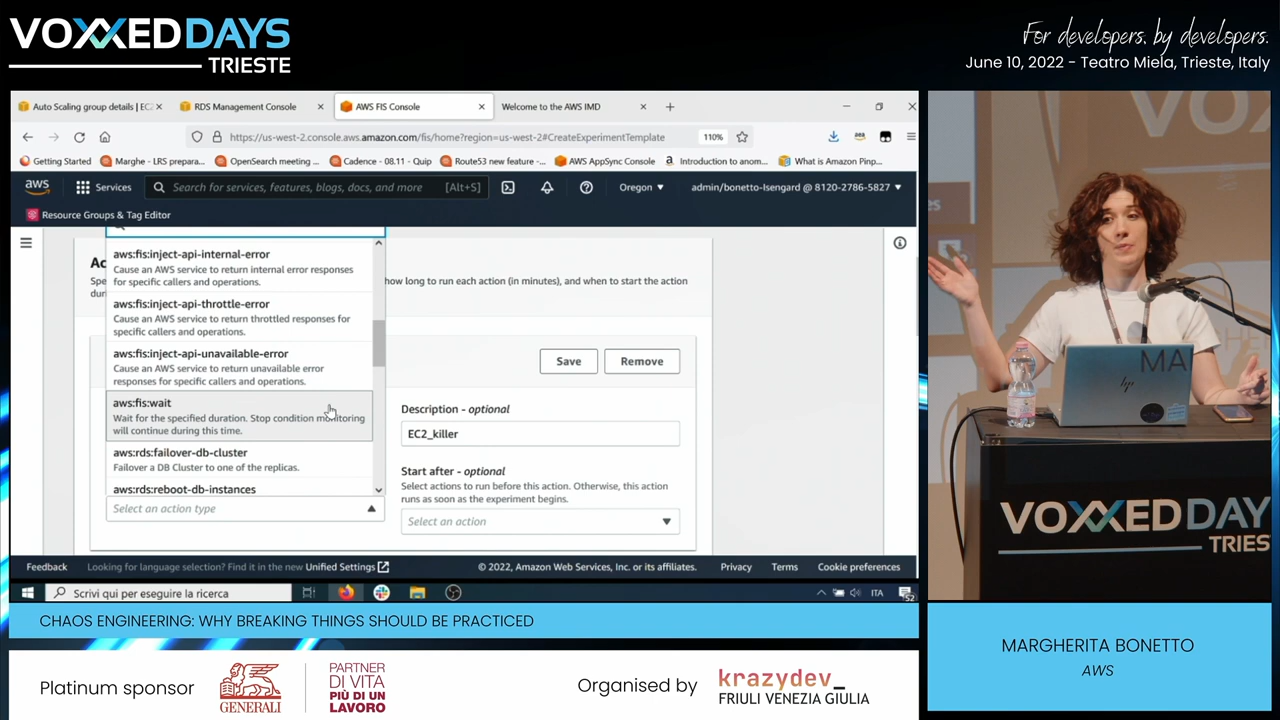 VOXXED DAYS
TRIESTE
For developers, by developers.
June 10, 2022 - Teatro Miela, Trieste, Italy
Auto Scaling group details | EC2
RDS Management Console
AWS FIS Console
Welcome to the AWS IMD
https://us-west-2.console.aws.amazon.com/fis/home?region=us-west-2#CreateExperimentTemplate
110%
Getting Started
Marghe - LRS prepara...
OpenSearch meeting ...
Cadence - 08.11 - Quip
Route53 new feature -...
AWS AppSync Console
Introduction to anom...
What is Amazon Pinp...
aws
Services
Search for services, features, blogs, docs, and more
[Alt+S]
Oregon
admin/bonetto-Isengard @ 8120-2786-5827
Resource Groups & Tag Editor
Ac
Spe
how long to run each action (in minutes), and when to start the action
duri
aws:fis:inject-api-internal-error
Cause an AWS service to return internal error responses
for specific callers and operations.
aws:fis:inject-api-throttle-error
Cause an AWS service to return throttled responses for
specific callers and operations.
aws:fis:inject-api-unavailable-error
Cause an AWS service to return unavailable error
responses for specific callers and operations.
aws:fis:wait
Wait for the specified duration. Stop condition monitoring
will continue during this time.
aws:rds:failover-db-cluster
Failover a DB Cluster to one of the replicas.
aws:rds:reboot-db-instances
Select an action type
Save
Remove
Description - optional
EC2_killer
Start after - optional
Select actions to run before this action. Otherwise, this action
runs as soon as the experiment begins.
Select an action
Feedback
Looking for language selection? Find it in the new Unified Settings
© 2022, Amazon Web Services, Inc. or its affiliates.
Privacy
Terms
Cookie preferences
Scrivi qui per eseguire la ricerca
ITA
52
MA
hp
VOXXED DAY
TRIES
CHAOS ENGINEERING: WHY BREAKING THINGS SHOULD BE PRACTICED
MARGHERITA BONETTO
AWS
Platinum sponsor
GENERALI
PARTNER
DI VITA
PIÙ DI UN
LAVORO
Organised by
krazydev_
FRIULI VENEZIA GIULIA